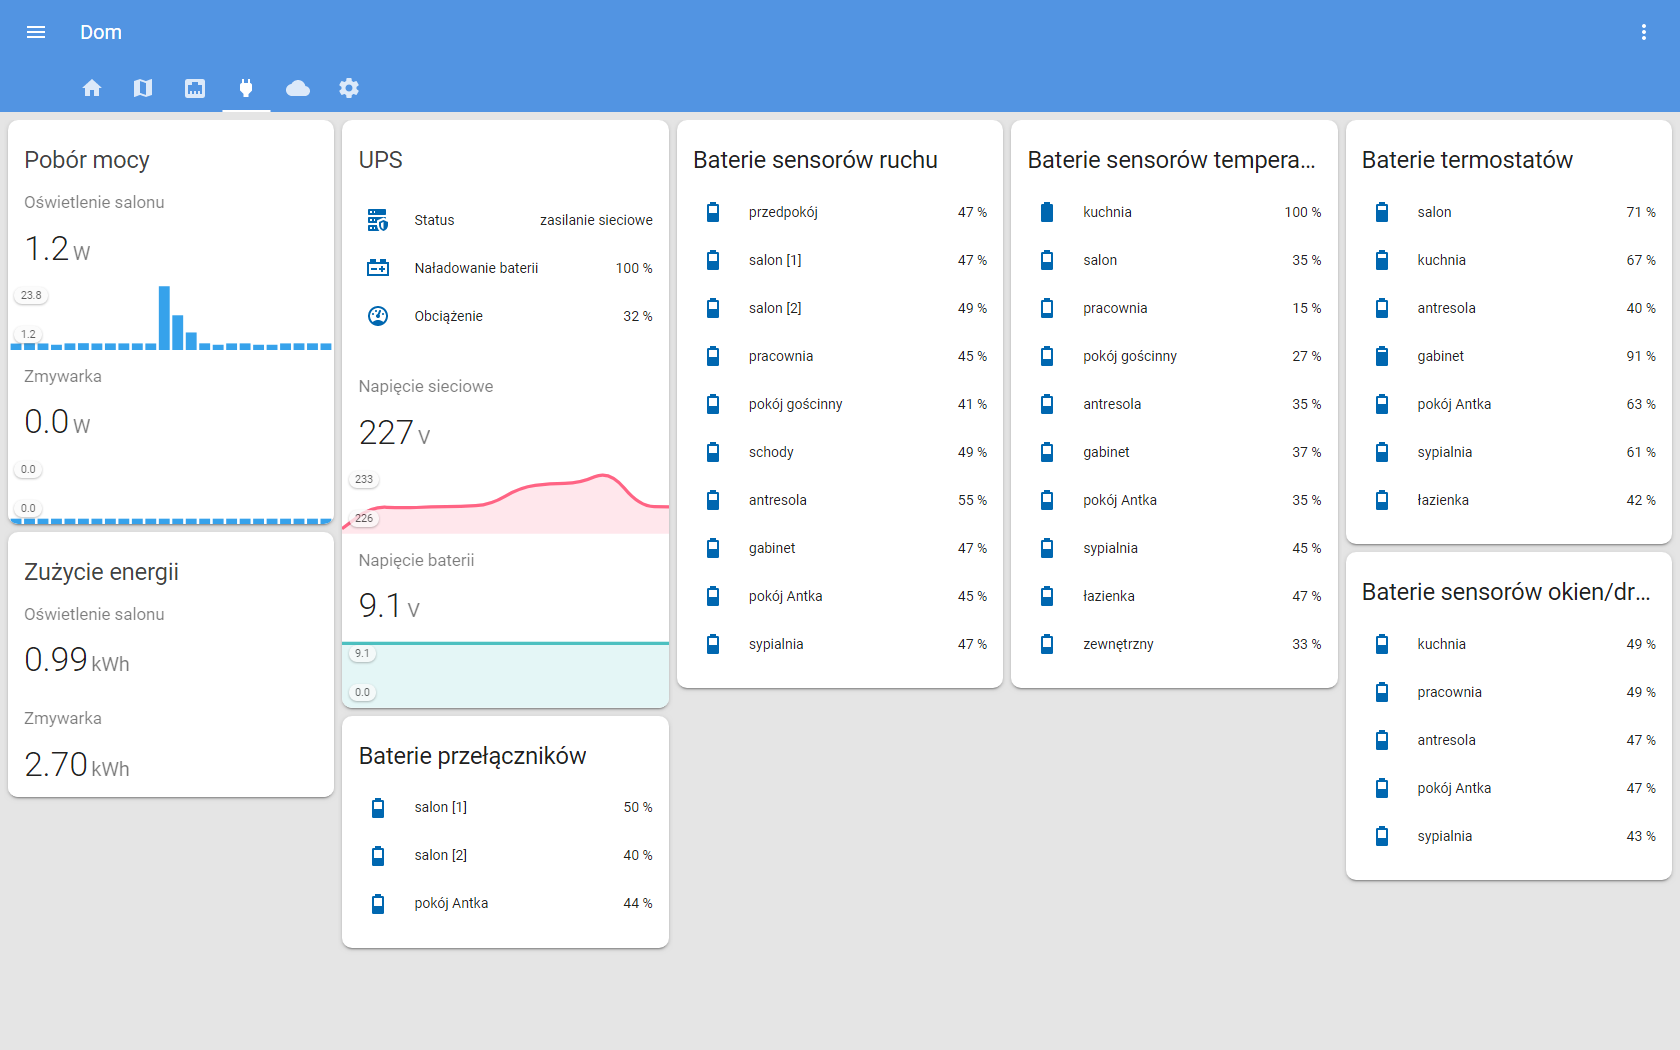 Dom
Pobór mocy
Oświetlenie salonu
1.2 W
23.8
1.2
Zmywarka
0.0 W
0.0
0.0
Zużycie energii
Oświetlenie salonu
0.99 kWh
Zmywarka
2.70 kWh
UPS
Status zasilanie sieciowe
Naładowanie baterii 100 %
Obciążenie 32 %
Napięcie sieciowe
227 V
233
226
Napięcie baterii
9.1 V
9.1
0.0
Baterie przełączników
salon [1] 50 %
salon [2] 40 %
pokój Antka 44 %
Baterie sensorów ruchu
przedpokój 47 %
salon [1] 47 %
salon [2] 49 %
pracownia 45 %
pokój gościnny 41 %
schody 49 %
antresola 55 %
gabinet 47 %
pokój Antka 45 %
sypialnia 47 %
Baterie sensorów tempera...
kuchnia 100 %
salon 35 %
pracownia 15 %
pokój gościnny 27 %
antresola 35 %
gabinet 37 %
pokój Antka 35 %
sypialnia 45 %
łazienka 47 %
zewnętrzny 33 %
Baterie termostatów
salon 71 %
kuchnia 67 %
antresola 40 %
gabinet 91 %
pokój Antka 63 %
sypialnia 61 %
łazienka 42 %
Baterie sensorów okien/dr...
kuchnia 49 %
pracownia 49 %
antresola 47 %
pokój Antka 47 %
sypialnia 43 %